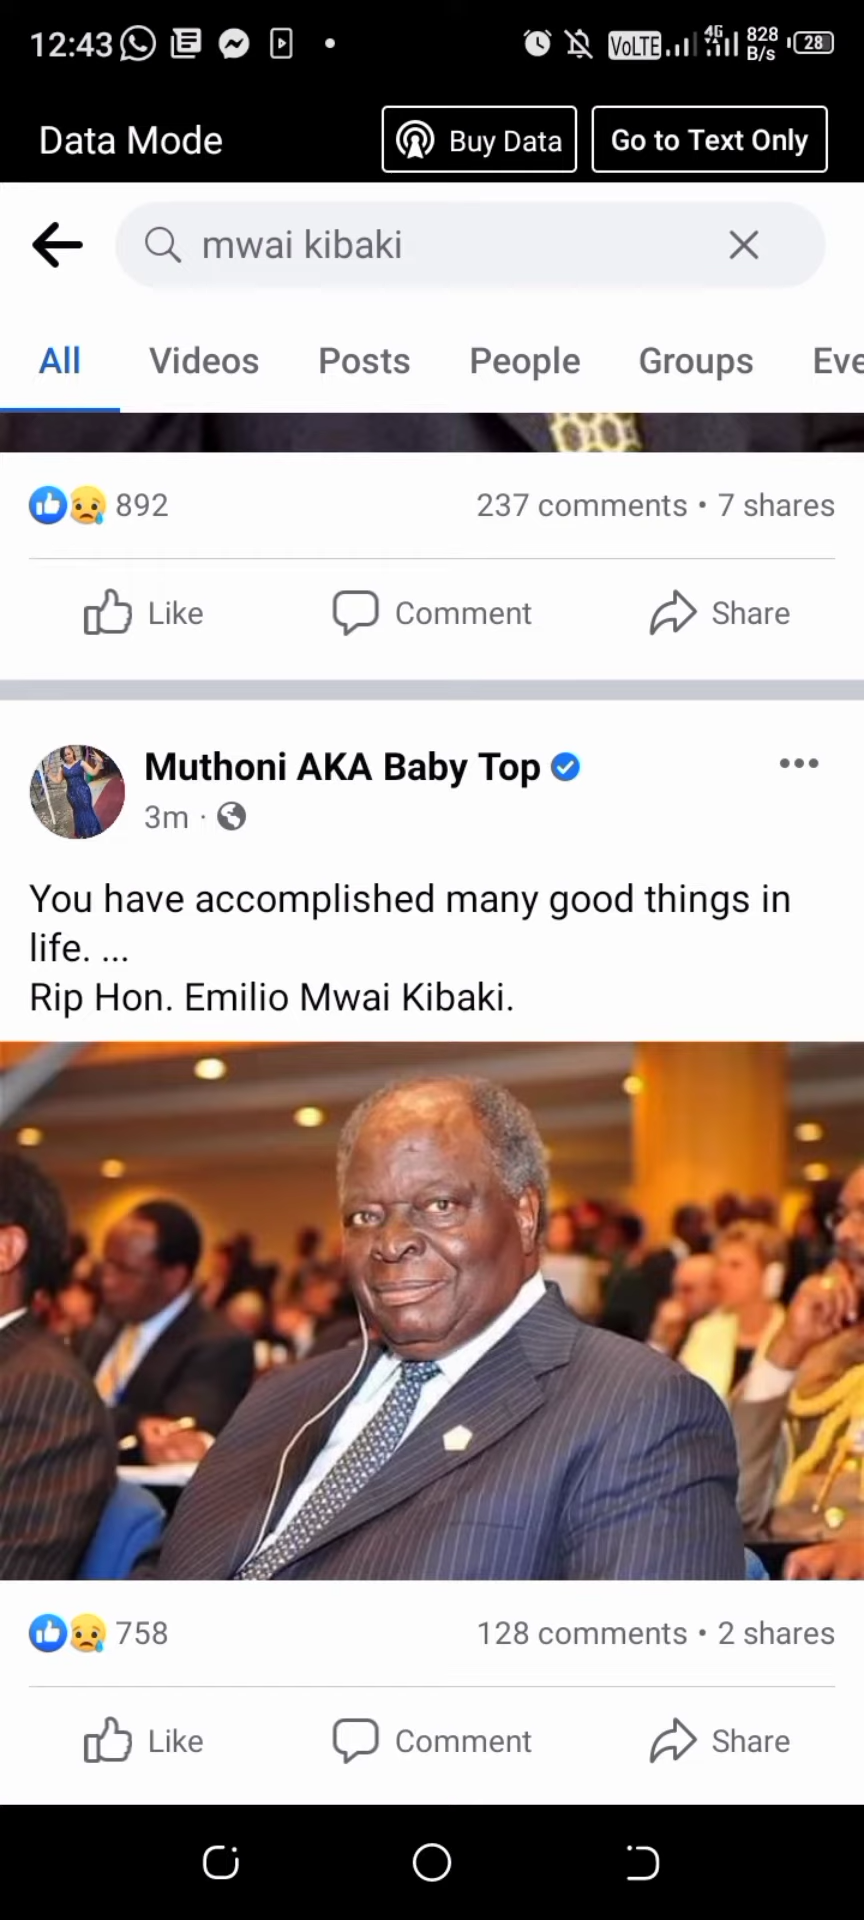 12:43 VoLTE 4G 828 B/s 28
Data Mode Buy Data Go to Text Only
mwai kibaki
All Videos Posts People Groups Eve
892 237 comments • 7 shares
Like Comment Share
Muthoni AKA Baby Top
3m ·
You have accomplished many good things in
life. ...
Rip Hon. Emilio Mwai Kibaki.
758 128 comments • 2 shares
Like Comment Share